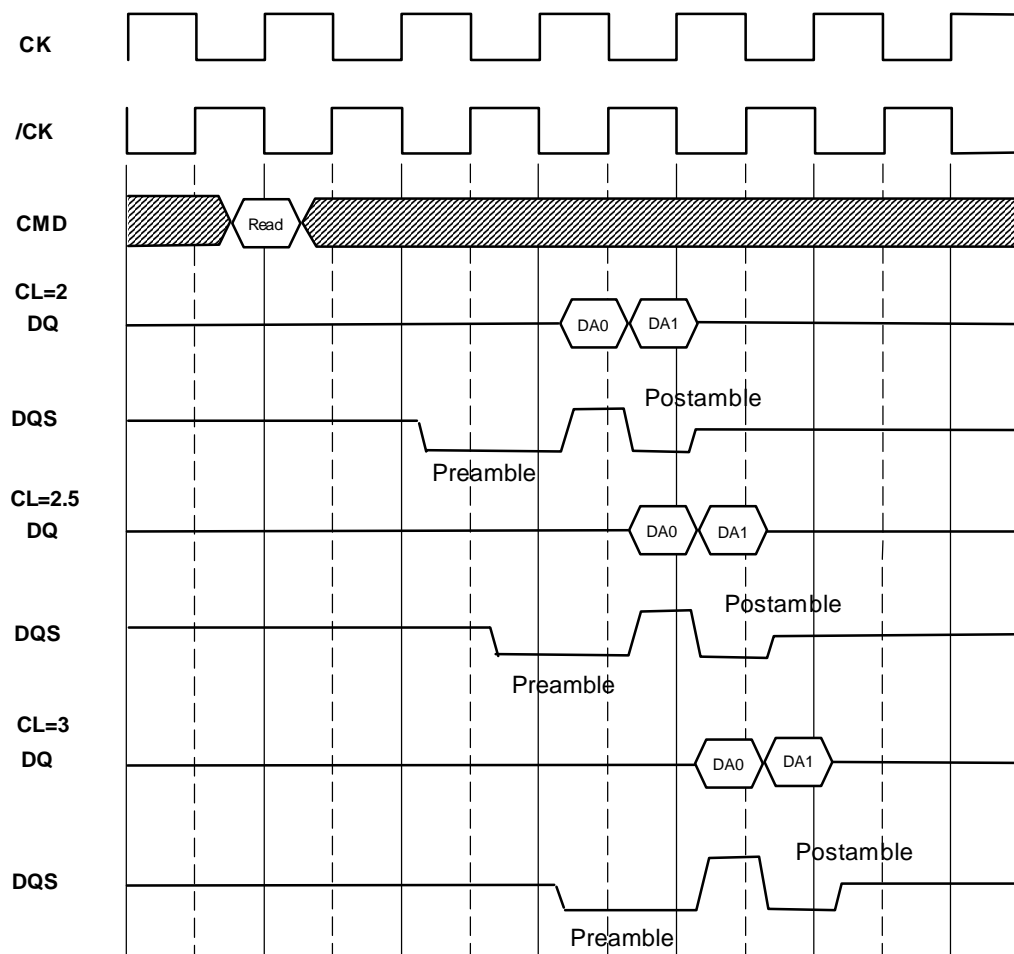 CK
/CK
CMD
Read
CL=2
DQ
DA0
DA1
DQS
Postamble
Preamble
CL=2.5
DQ
DA0
DA1
DQS
Postamble
Preamble
CL=3
DQ
DA0
DA1
DQS
Postamble
Preamble